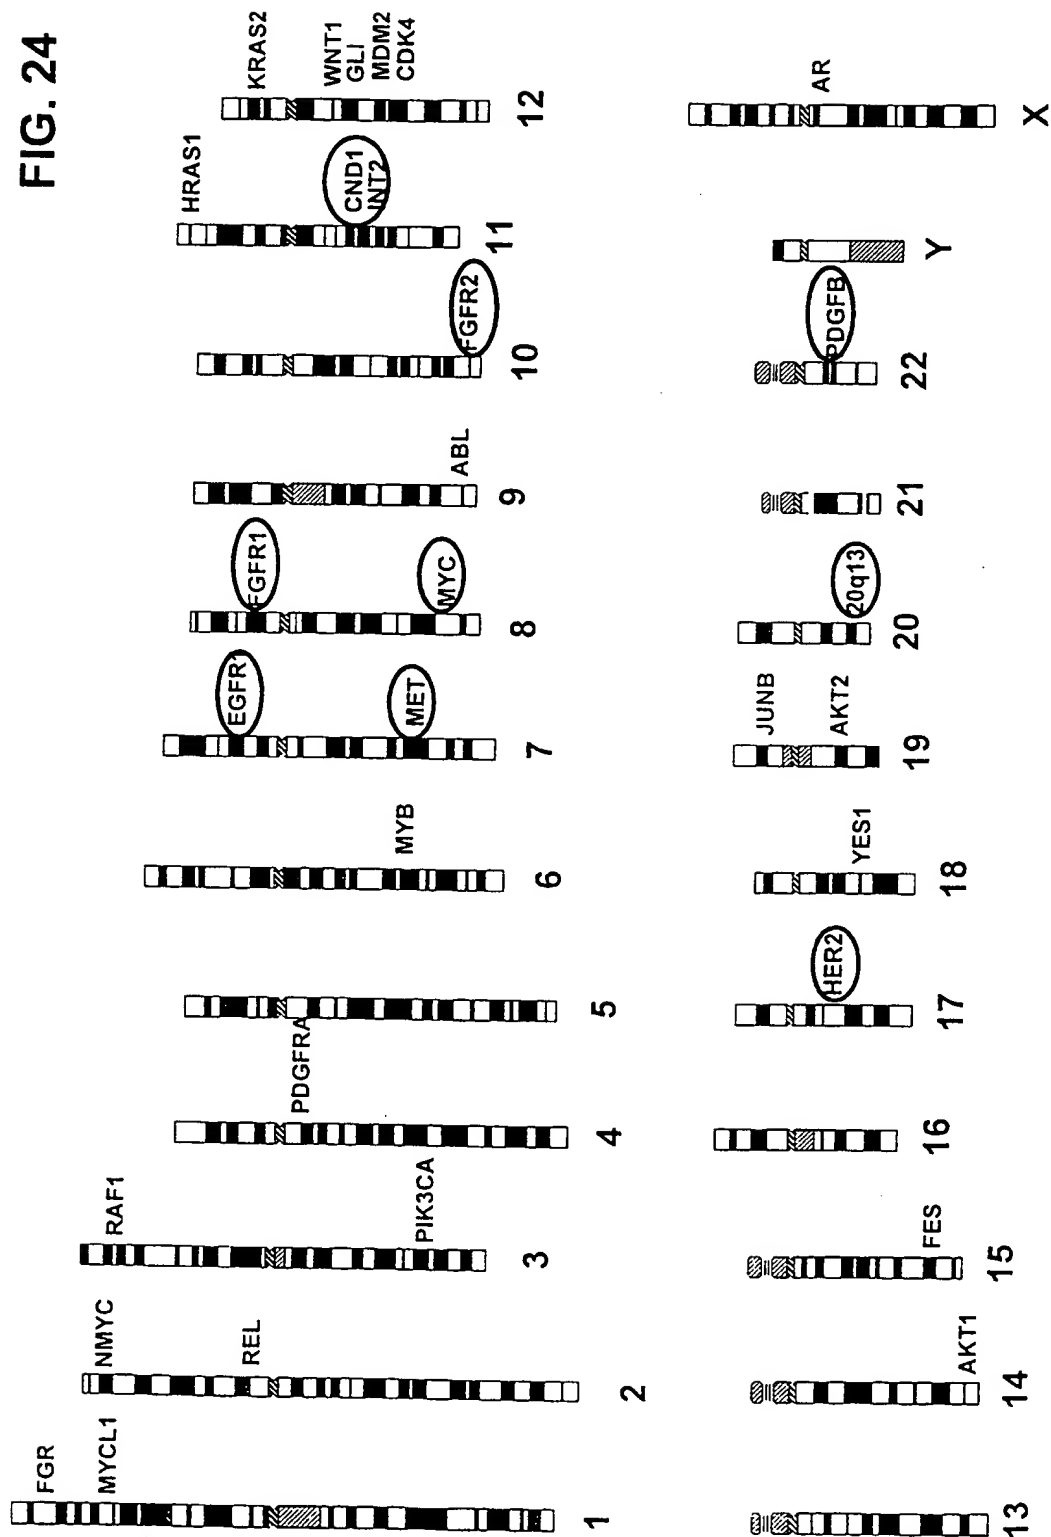 FIG. 24
FGR
MYCL1
1
NMYC
REL
2
RAF1
PIK3CA
3
PDGFRA
4
5
MYB
6
EGFR1
MET
7
FGFR1
MYC
8
ABL
9
FGFR2
10
HRAS1
CND1
INT2
11
KRAS2
WNT1
GLI
MDM2
CDK4
12
13
AKT1
14
FES
15
16
HER2
17
YES1
18
JUNB
AKT2
19
20q13
20
21
PDGFB
22
Y
AR
X